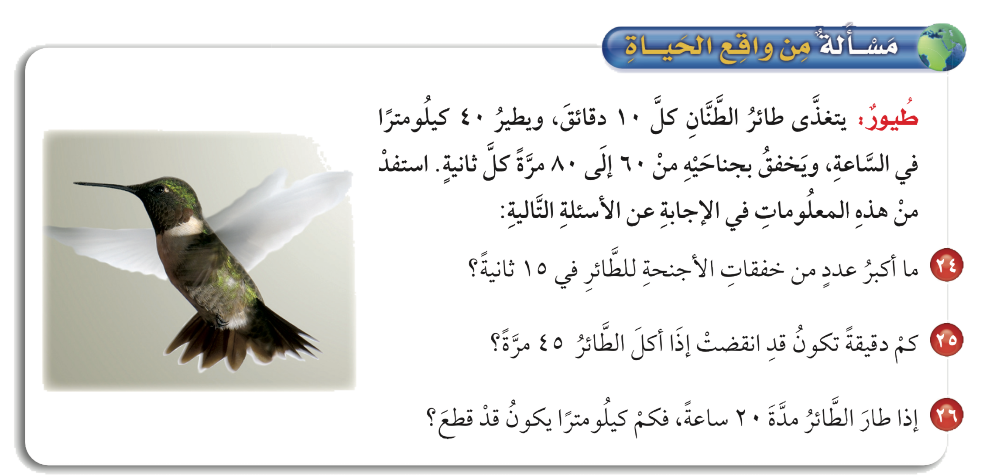 مَسْـأَلةٌ مِن واقِع الحَيـاةِ
طُيورٌ: يتغذَّى طائرُ الطَّنَّانِ كلَّ ١٠ دقائقَ، ويطيرُ ٤٠ كيلُومترًا
في السَّاعةِ، ويَخفقُ بجناحَيْهِ منْ ٦٠ إلَى ٨٠ مرَّةً كلَّ ثانيةٍ. استفدْ
منْ هذهِ المعلُوماتِ في الإجابةِ عن الأسئلةِ التَّاليةِ:
٢٤ ما أكبرُ عددٍ من خفقاتِ الأجنحةِ للطَّائرِ في ١٥ ثانيةً؟
٢٥ كمْ دقيقةً تكونُ قدِ انقضتْ إذَا أكلَ الطَّائرُ ٤٥ مرَّةً؟
٢٦ إذا طارَ الطَّائرُ مدَّةَ ٢٠ ساعةً، فكمْ كيلُومترًا يكونُ قدْ قطعَ؟